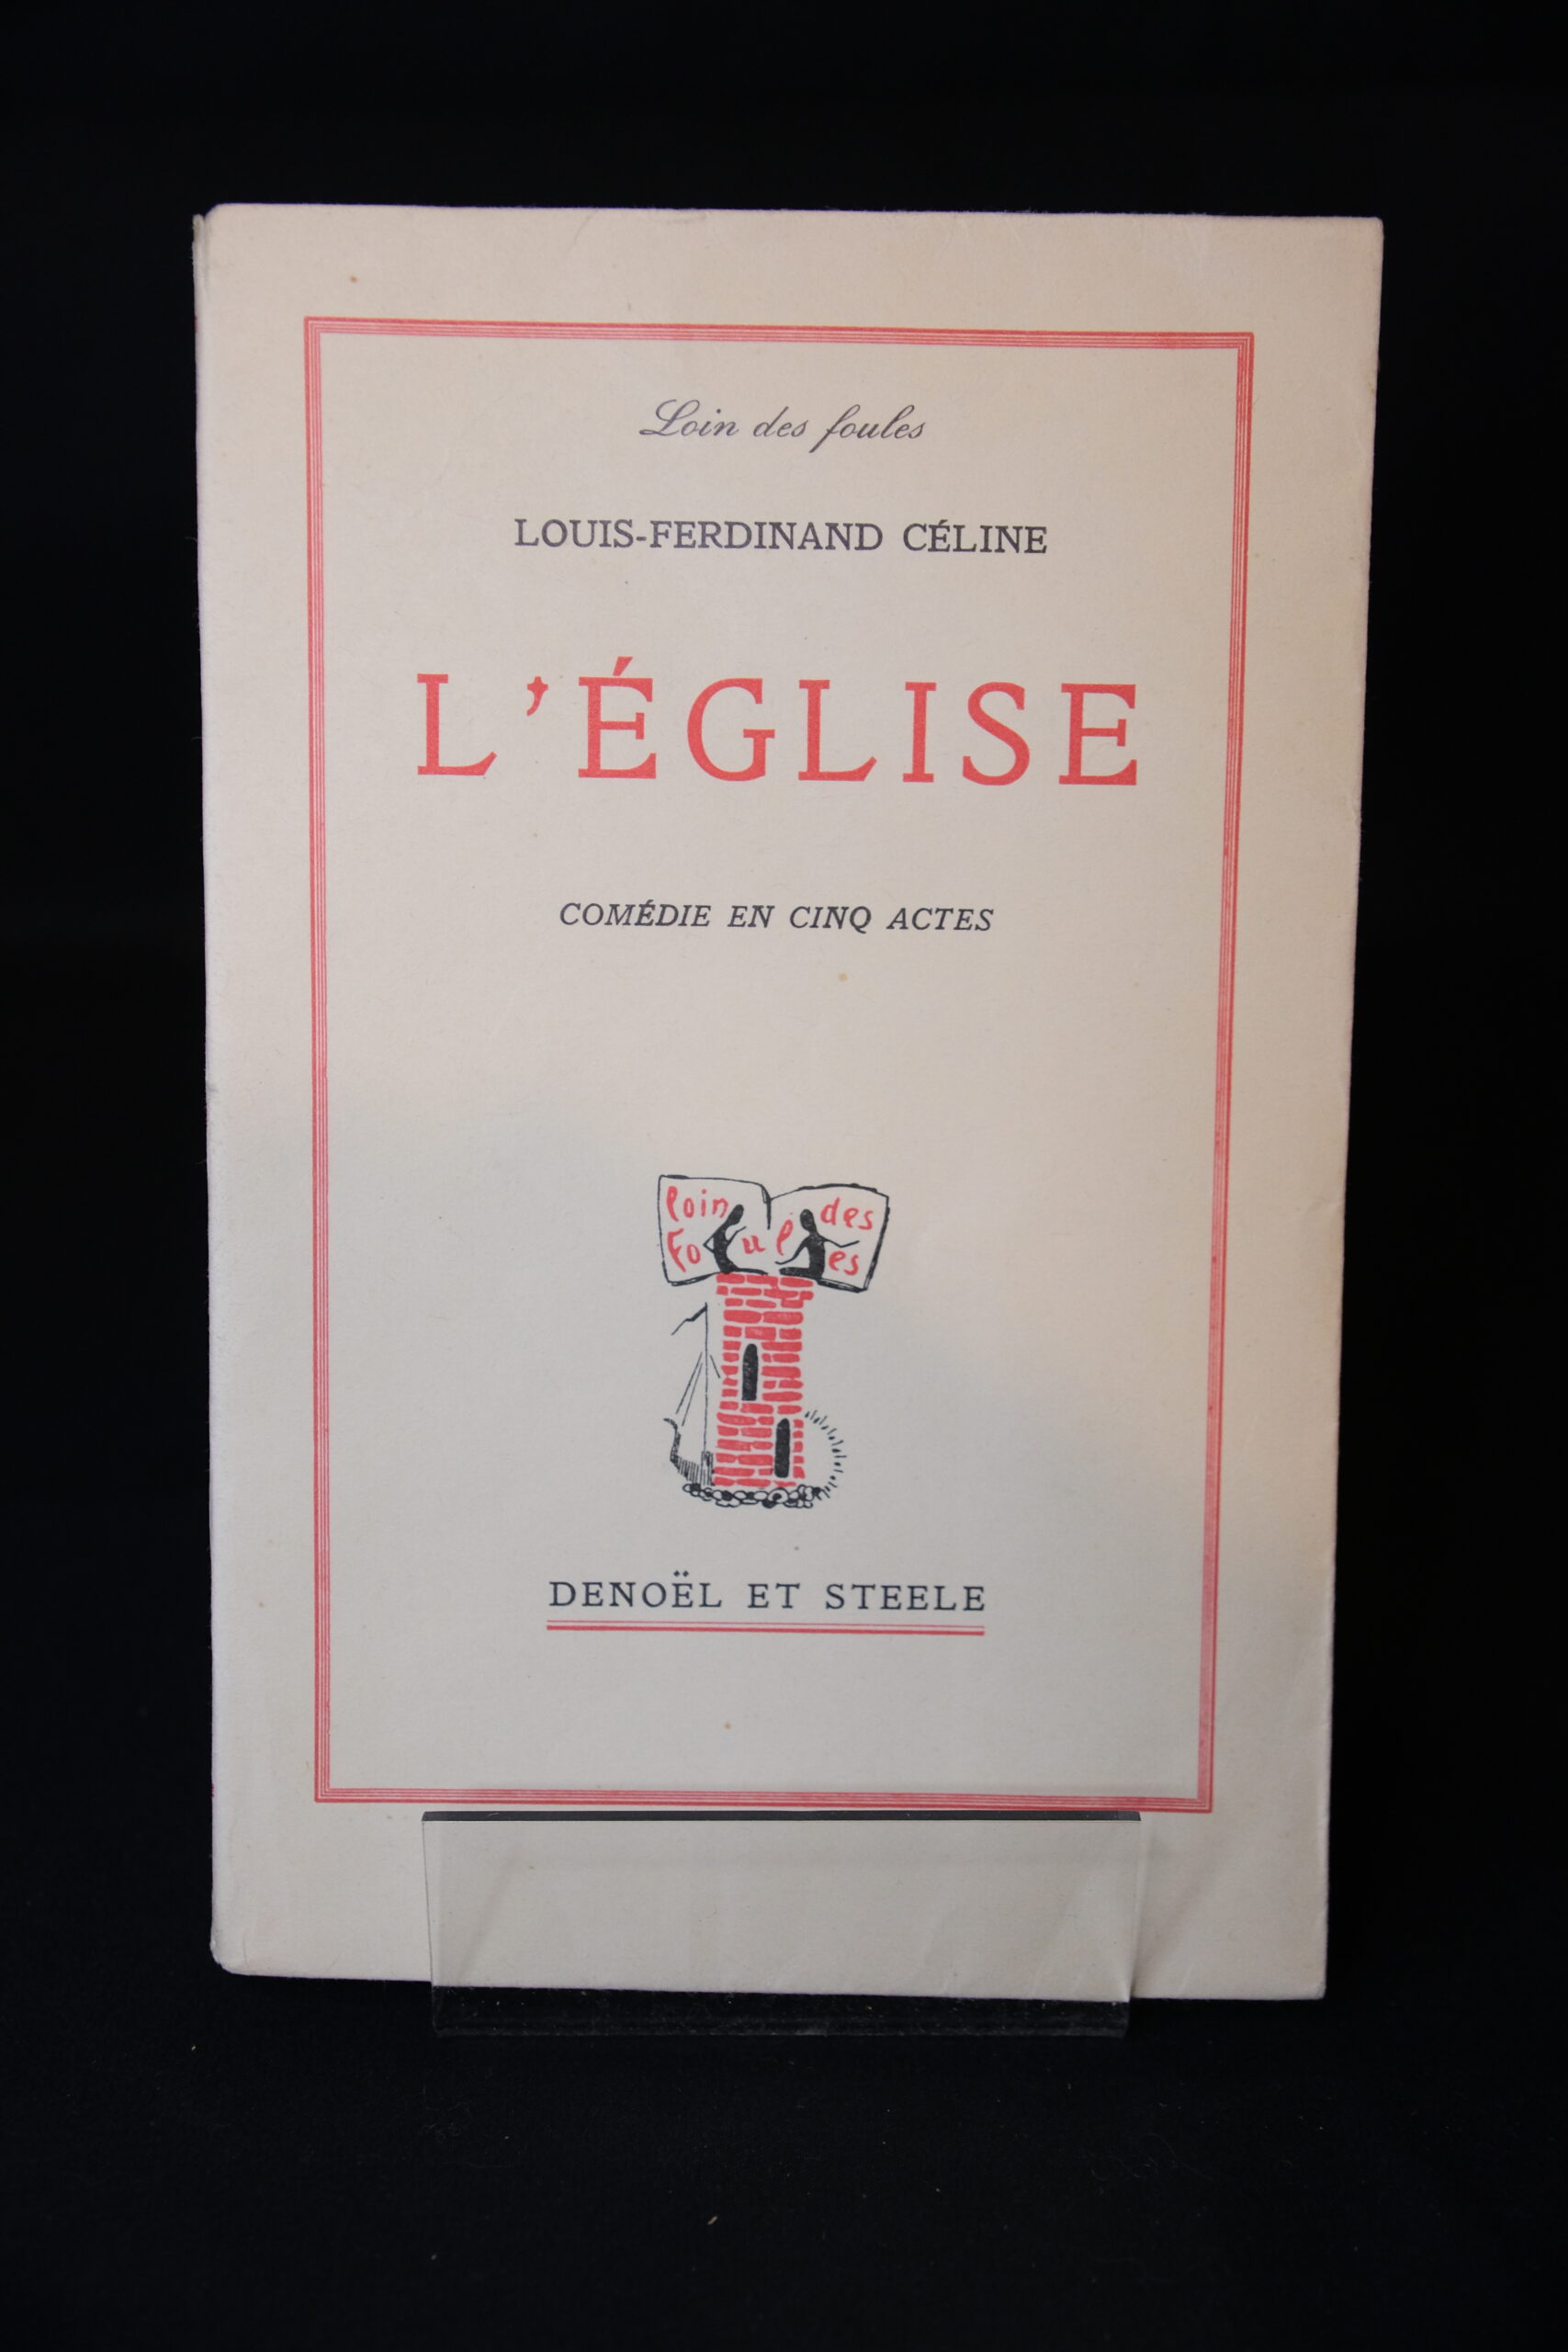 Loin des foules
LOUIS-FERDINAND CÉLINE
L'ÉGLISE
COMÉDIE EN CINQ ACTES
loin des
Foules
DENOËL ET STEELE